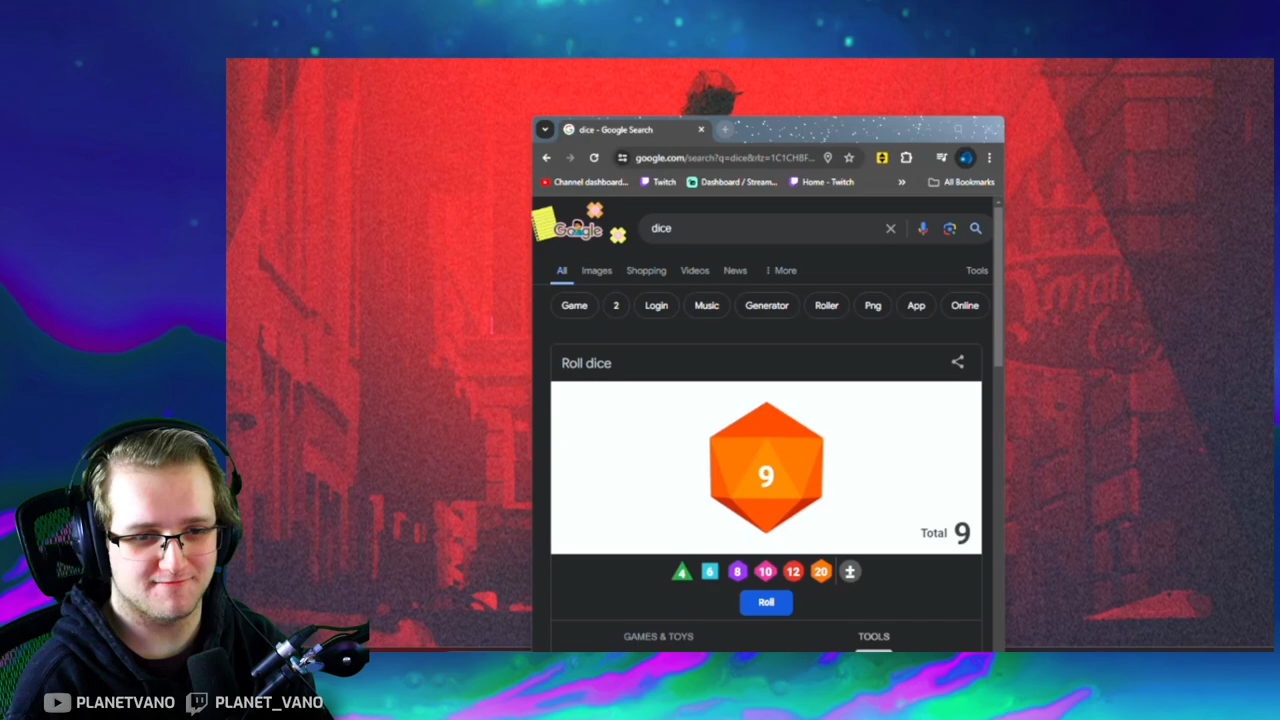 dice - Google Search
google.com/search?q=dice&rlz=1C1CHBF...
Channel dashboard... Twitch Dashboard / Stream... Home - Twitch » All Bookmarks
Google dice
All Images Shopping Videos News More Tools
Game 2 Login Music Generator Roller Png App Online
Roll dice
9
Total 9
4 6 8 10 12 20 ±
Roll
GAMES & TOYS TOOLS
PLANETVANO PLANET_VANO